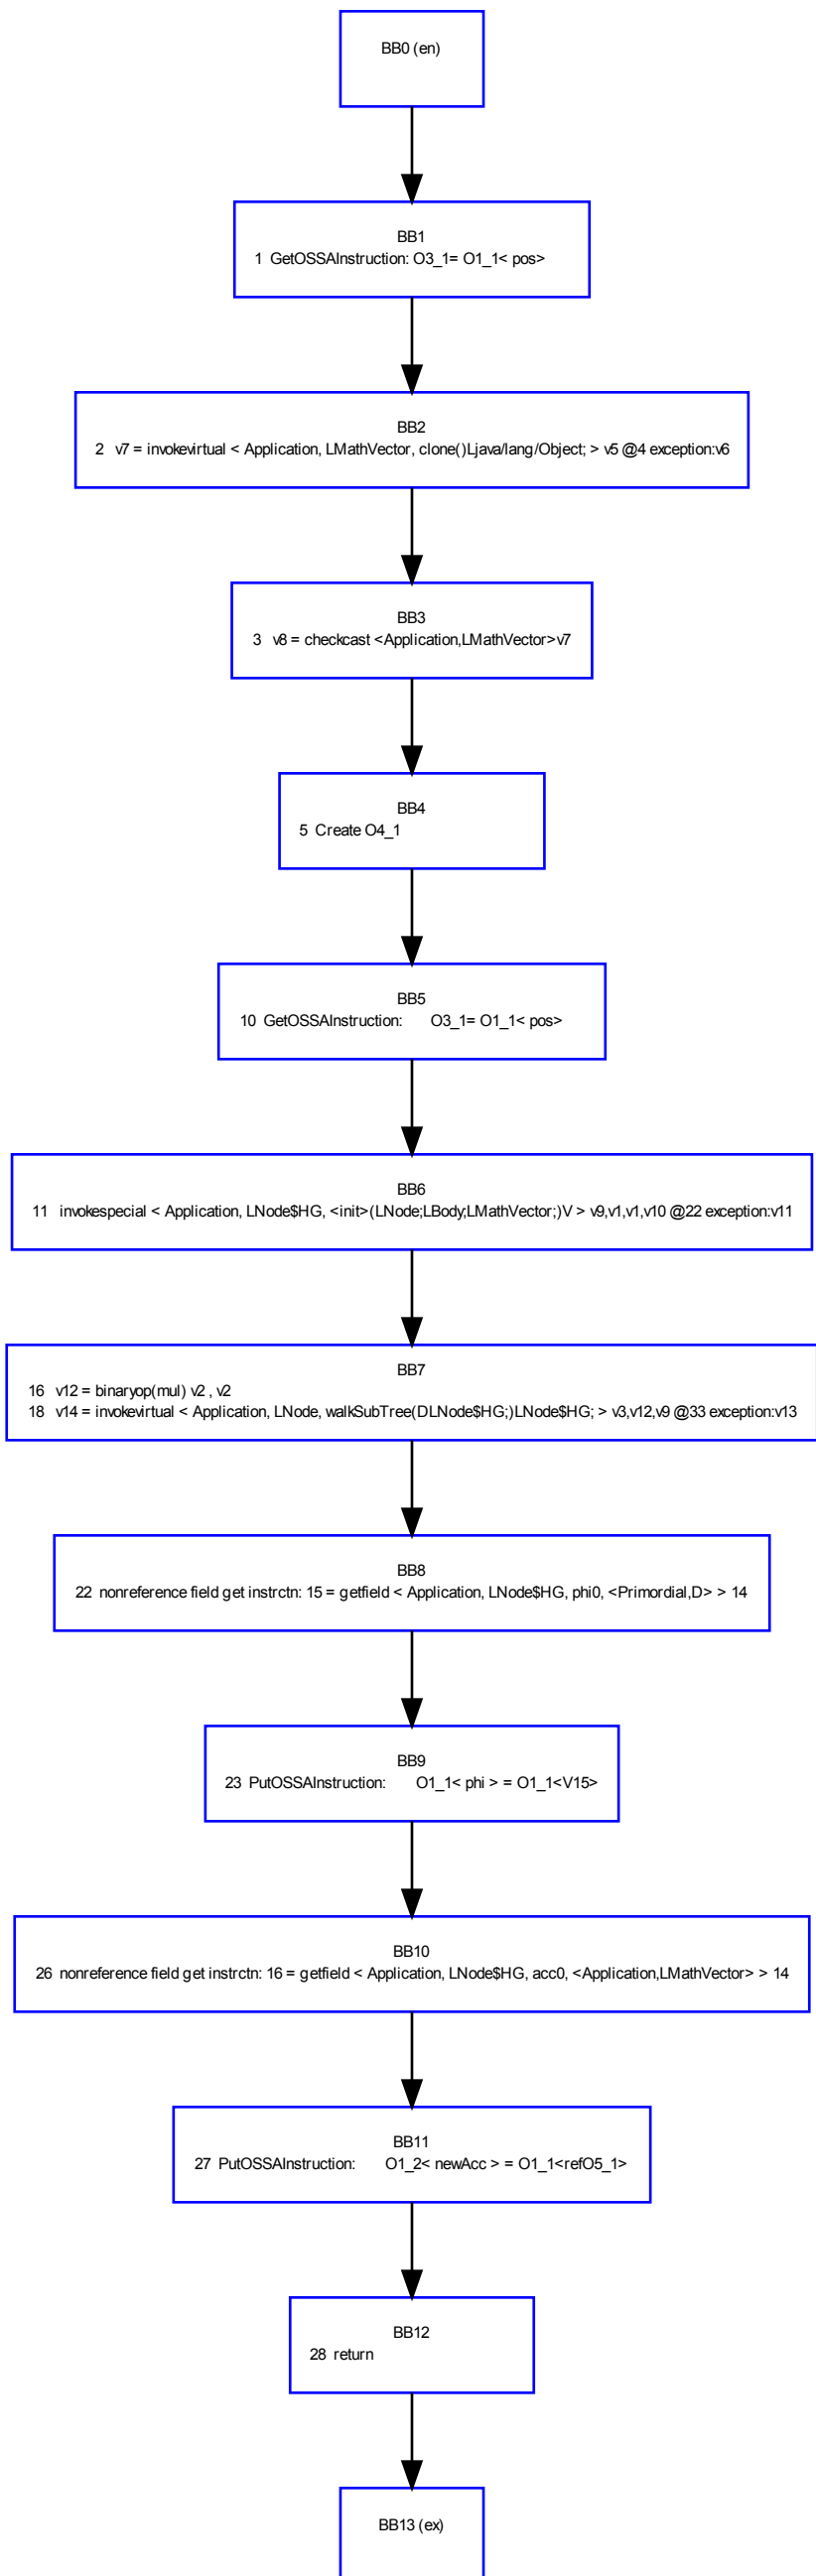 BB0 (en)
BB1
1 GetOSSAInstruction: O3_1= O1_1< pos>
BB2
2 v7 = invokevirtual < Application, LMathVector, clone()Ljava/lang/Object; > v5 @4 exception:v6
BB3
3 v8 = checkcast <Application,LMathVector>v7
BB4
5 Create O4_1
BB5
10 GetOSSAInstruction: O3_1= O1_1< pos>
BB6
11 invokespecial < Application, LNode$HG, <init>(LNode;LBody;LMathVector;)V > v9,v1,v1,v10 @22 exception:v11
BB7
16 v12 = binaryop(mul) v2 , v2
18 v14 = invokevirtual < Application, LNode, walkSubTree(DLNode$HG;)LNode$HG; > v3,v12,v9 @33 exception:v13
BB8
22 nonreference field get instrctn: 15 = getfield < Application, LNode$HG, phi0, <Primordial,D> > 14
BB9
23 PutOSSAInstruction: O1_1< phi > = O1_1<V15>
BB10
26 nonreference field get instrctn: 16 = getfield < Application, LNode$HG, acc0, <Application,LMathVector> > 14
BB11
27 PutOSSAInstruction: O1_2< newAcc > = O1_1<refO5_1>
BB12
28 return
BB13 (ex)